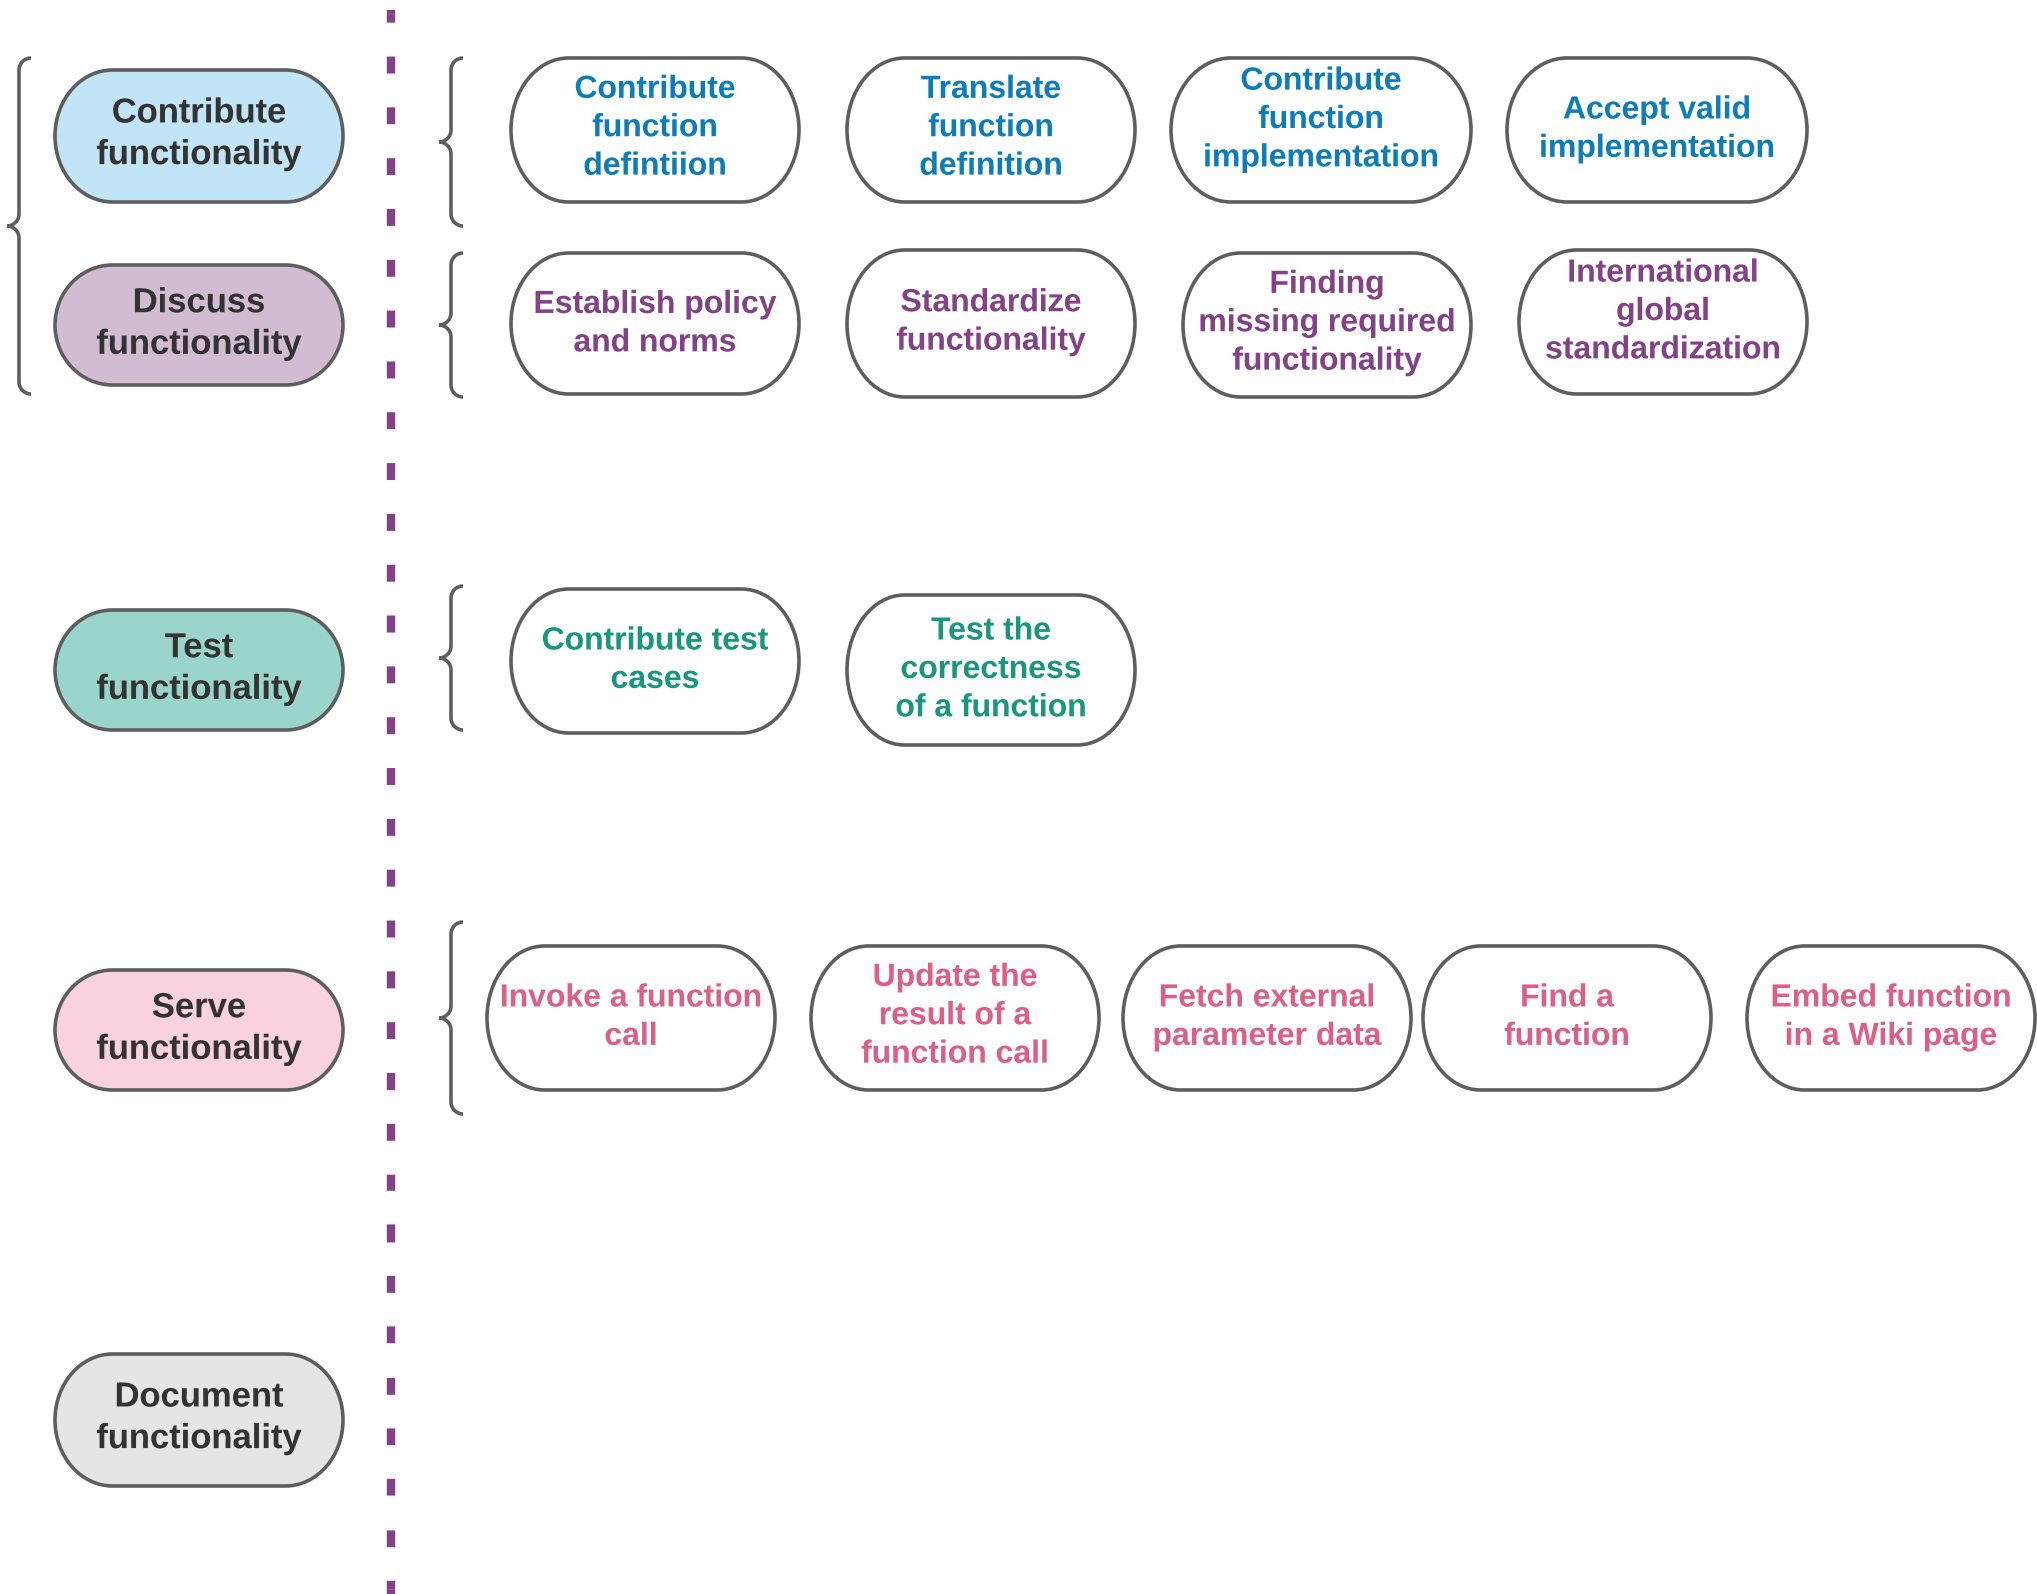 Contribute
functionality
Contribute
function
defintiion
Translate
function
definition
Contribute
function
implementation
Accept valid
implementation
Discuss
functionality
Establish policy
and norms
Standardize
functionality
Finding
missing required
functionality
International
global
standardization
Test
functionality
Contribute test
cases
Test the
correctness
of a function
Serve
functionality
Invoke a function
call
Update the
result of a
function call
Fetch external
parameter data
Find a
function
Embed function
in a Wiki page
Document
functionality